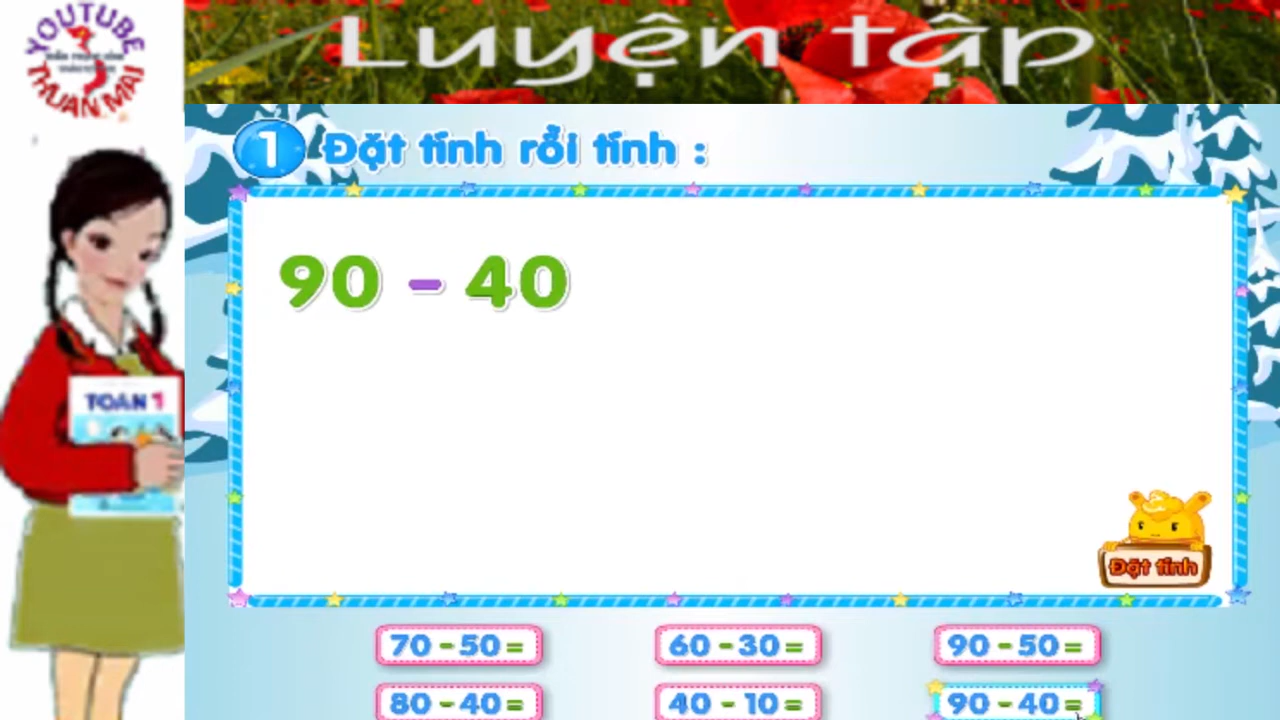 YOUTUBE
THUAN MAI
Luyện tập
1 Đặt tính rồi tính :
90 - 40
TOÁN 1
Đặt tính
70 - 50 =
60 - 30 =
90 - 50 =
80 - 40 =
40 - 10 =
90 - 40 =